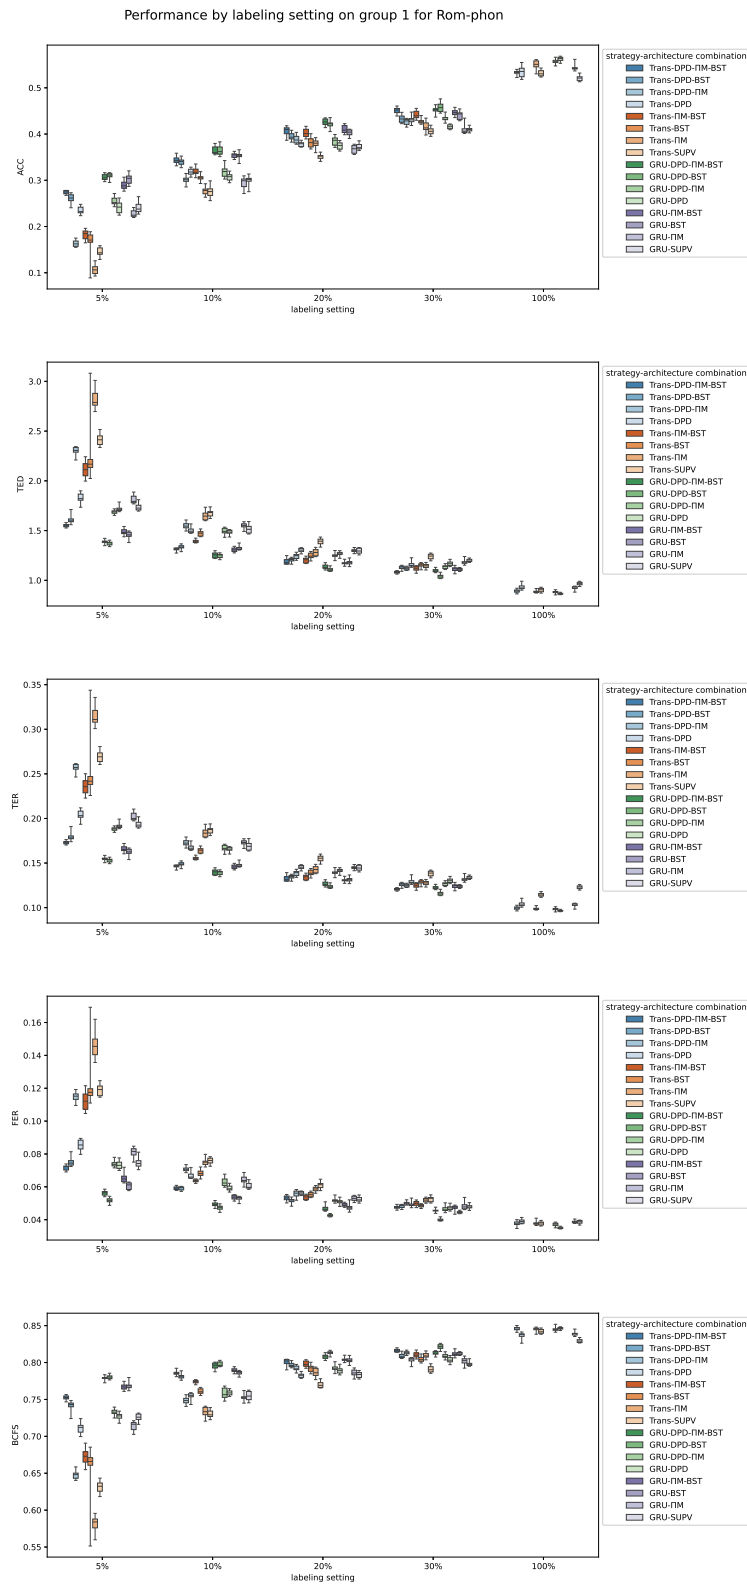 Performance by labeling setting on group 1 for Rom-phon
ACC
0.5
0.4
0.3
0.2
0.1
5%
10%
20%
30%
100%
labeling setting
strategy-architecture combination
Trans-DPD-ΠM-BST
Trans-DPD-BST
Trans-DPD-ΠM
Trans-DPD
Trans-ΠM-BST
Trans-BST
Trans-ΠM
Trans-SUPV
GRU-DPD-ΠM-BST
GRU-DPD-BST
GRU-DPD-ΠM
GRU-DPD
GRU-ΠM-BST
GRU-BST
GRU-ΠM
GRU-SUPV
TED
3.0
2.5
2.0
1.5
1.0
5%
10%
20%
30%
100%
labeling setting
strategy-architecture combination
Trans-DPD-ΠM-BST
Trans-DPD-BST
Trans-DPD-ΠM
Trans-DPD
Trans-ΠM-BST
Trans-BST
Trans-ΠM
Trans-SUPV
GRU-DPD-ΠM-BST
GRU-DPD-BST
GRU-DPD-ΠM
GRU-DPD
GRU-ΠM-BST
GRU-BST
GRU-ΠM
GRU-SUPV
TER
0.35
0.30
0.25
0.20
0.15
0.10
5%
10%
20%
30%
100%
labeling setting
strategy-architecture combination
Trans-DPD-ΠM-BST
Trans-DPD-BST
Trans-DPD-ΠM
Trans-DPD
Trans-ΠM-BST
Trans-BST
Trans-ΠM
Trans-SUPV
GRU-DPD-ΠM-BST
GRU-DPD-BST
GRU-DPD-ΠM
GRU-DPD
GRU-ΠM-BST
GRU-BST
GRU-ΠM
GRU-SUPV
FER
0.16
0.14
0.12
0.10
0.08
0.06
0.04
5%
10%
20%
30%
100%
labeling setting
strategy-architecture combination
Trans-DPD-ΠM-BST
Trans-DPD-BST
Trans-DPD-ΠM
Trans-DPD
Trans-ΠM-BST
Trans-BST
Trans-ΠM
Trans-SUPV
GRU-DPD-ΠM-BST
GRU-DPD-BST
GRU-DPD-ΠM
GRU-DPD
GRU-ΠM-BST
GRU-BST
GRU-ΠM
GRU-SUPV
BCFS
0.85
0.80
0.75
0.70
0.65
0.60
0.55
5%
10%
20%
30%
100%
labeling setting
strategy-architecture combination
Trans-DPD-ΠM-BST
Trans-DPD-BST
Trans-DPD-ΠM
Trans-DPD
Trans-ΠM-BST
Trans-BST
Trans-ΠM
Trans-SUPV
GRU-DPD-ΠM-BST
GRU-DPD-BST
GRU-DPD-ΠM
GRU-DPD
GRU-ΠM-BST
GRU-BST
GRU-ΠM
GRU-SUPV